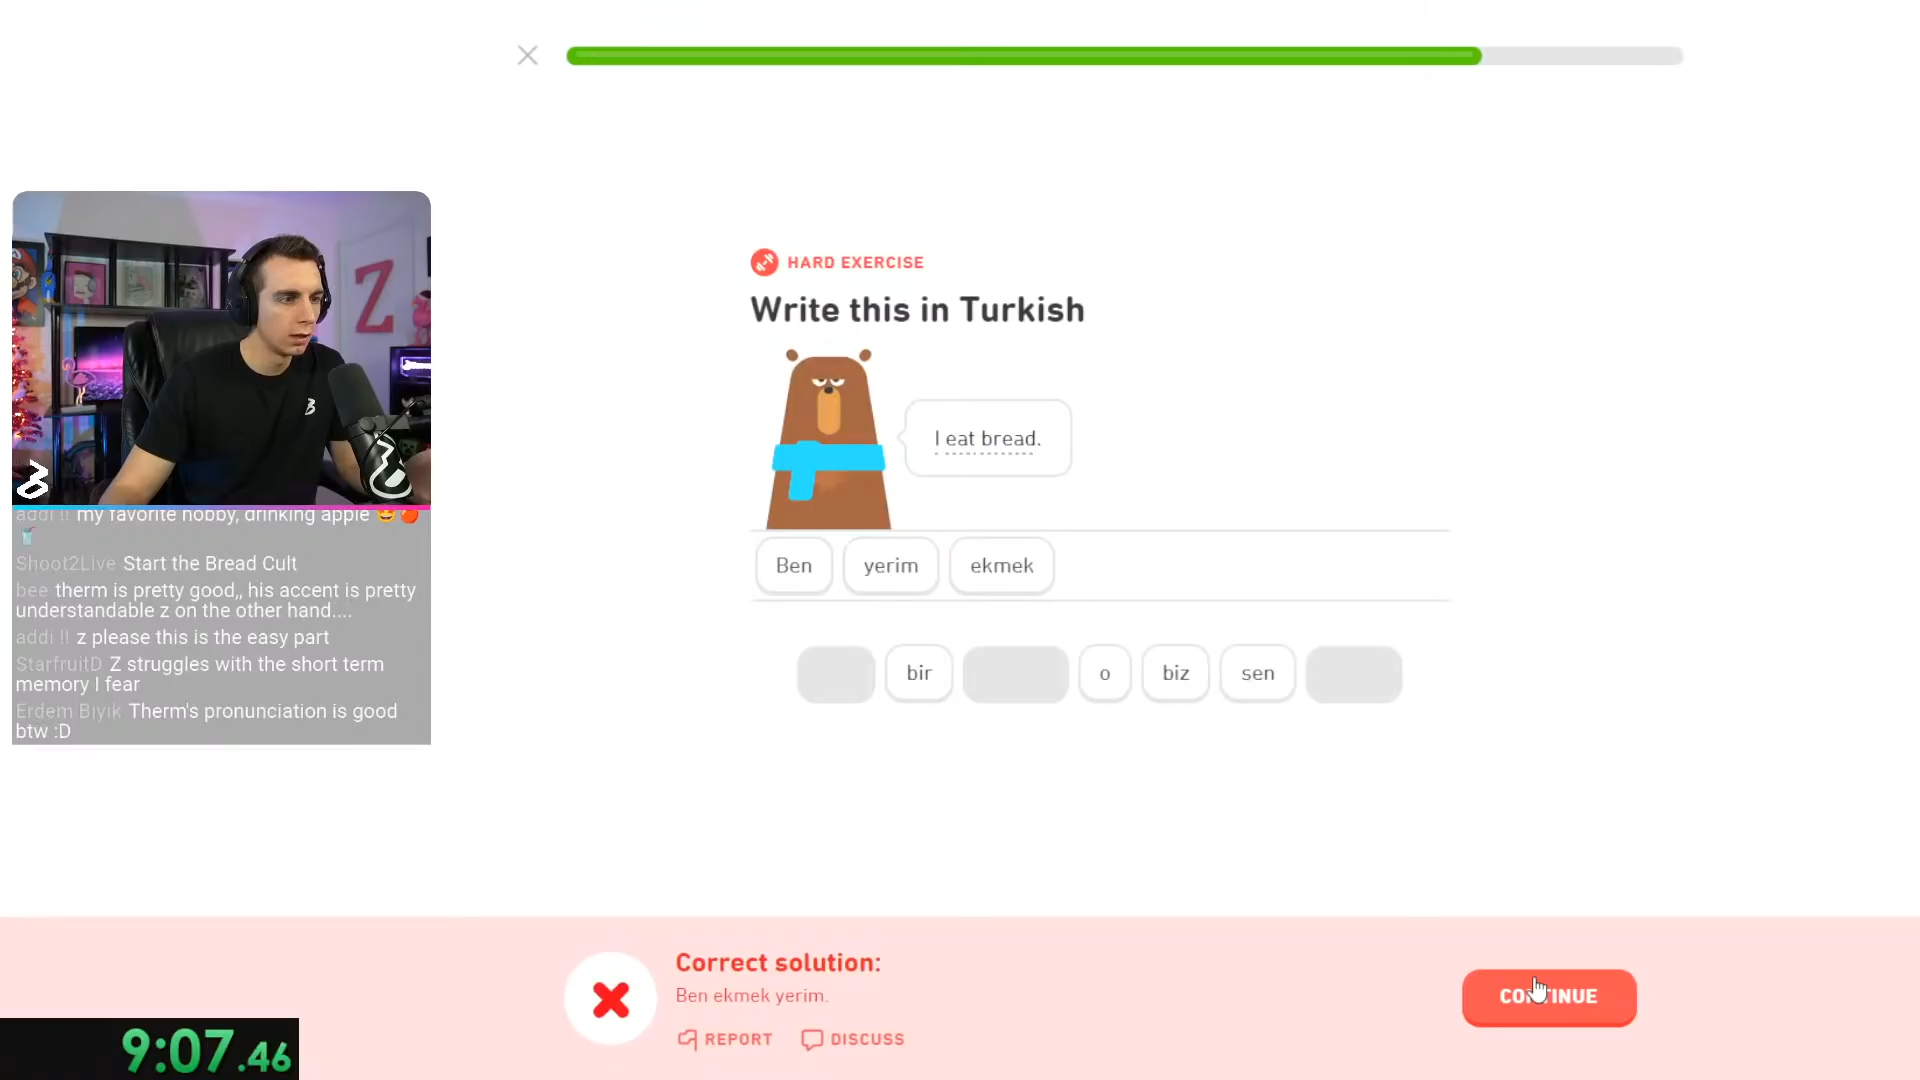 HARD EXERCISE
Write this in Turkish
I eat bread.
Ben yerim ekmek
bir o biz sen
Z
addi !! my favorite hobby, drinking apple 🤩🍎
🥤
Shoot2Live Start the Bread Cult
bee therm is pretty good,, his accent is pretty
understandable z on the other hand....
addi !! z please this is the easy part
StarfruitD Z struggles with the short term
memory I fear
Erdem Bıyık Therm's pronunciation is good
btw :D
Correct solution:
Ben ekmek yerim.
REPORT DISCUSS
CONTINUE
9:07.46